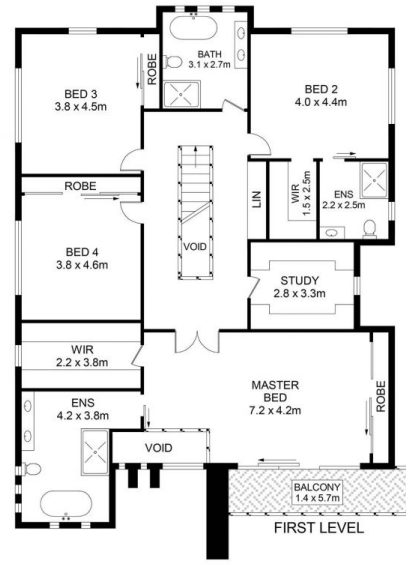 BATH
3.1 x 2.7m
BED 3
3.8 x 4.5m
ROBE
BED 2
4.0 x 4.4m
ROBE
WIR
1.5 x 2.5m
ENS
2.2 x 2.5m
LIN
BED 4
3.8 x 4.6m
VOID
STUDY
2.8 x 3.3m
WIR
2.2 x 3.8m
MASTER
BED
7.2 x 4.2m
ROBE
ENS
4.2 x 3.8m
VOID
BALCONY
1.4 x 5.7m
FIRST LEVEL